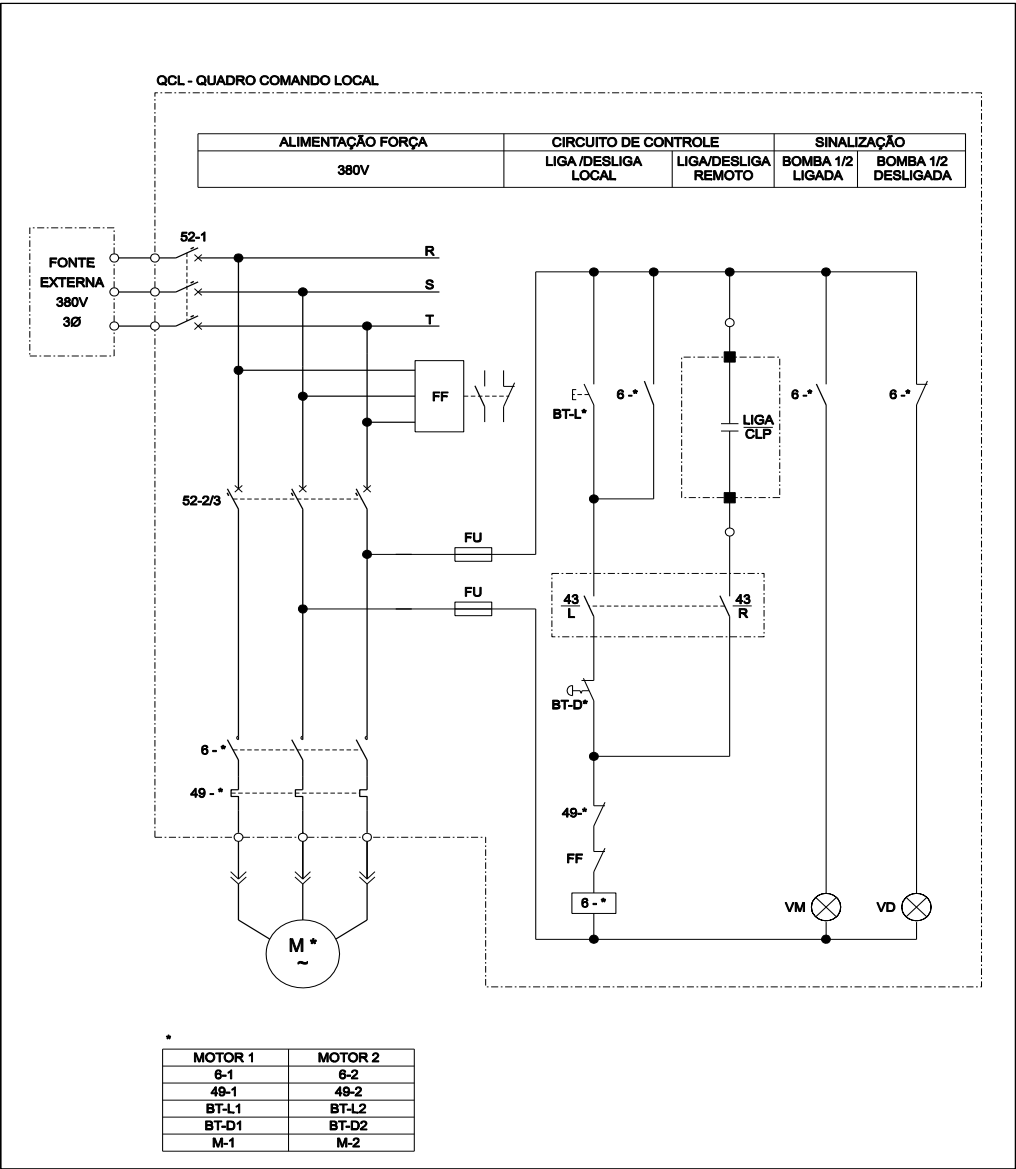 QCL - QUADRO COMANDO LOCAL
ALIMENTAÇÃO FORÇA
CIRCUITO DE CONTROLE
SINALIZAÇÃO
380V
LIGA /DESLIGA
LOCAL
LIGA/DESLIGA
REMOTO
BOMBA 1/2
LIGADA
BOMBA 1/2
DESLIGADA
52-1
FONTE
EXTERNA
380V
3Ø
R
S
T
FF
BT-L*
6 -*
LIGA
CLP
6 -*
6 -*
52-2/3
FU
FU
43
L
43
R
BT-D*
6 - *
49 - *
49-*
FF
6 - *
VM
VD
M *
~
*
MOTOR 1 MOTOR 2
6-1 6-2
49-1 49-2
BT-L1 BT-L2
BT-D1 BT-D2
M-1 M-2